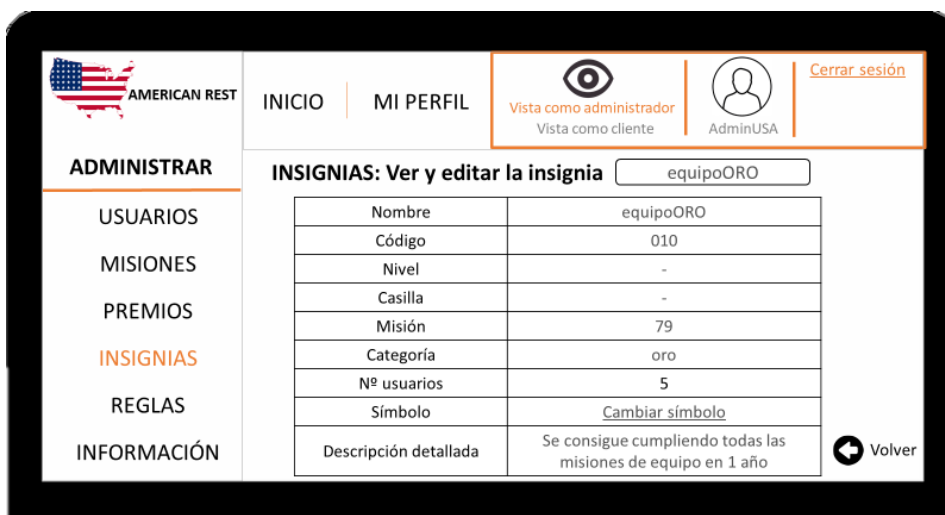 AMERICAN REST
INICIO
MI PERFIL
Vista como administrador
Vista como cliente
AdminUSA
Cerrar sesión
ADMINISTRAR
USUARIOS
MISIONES
PREMIOS
INSIGNIAS
REGLAS
INFORMACIÓN
INSIGNIAS: Ver y editar la insignia equipoORO
Nombre equipoORO
Código 010
Nivel -
Casilla -
Misión 79
Categoría oro
Nº usuarios 5
Símbolo Cambiar símbolo
Descripción detallada Se consigue cumpliendo todas las
misiones de equipo en 1 año
Volver